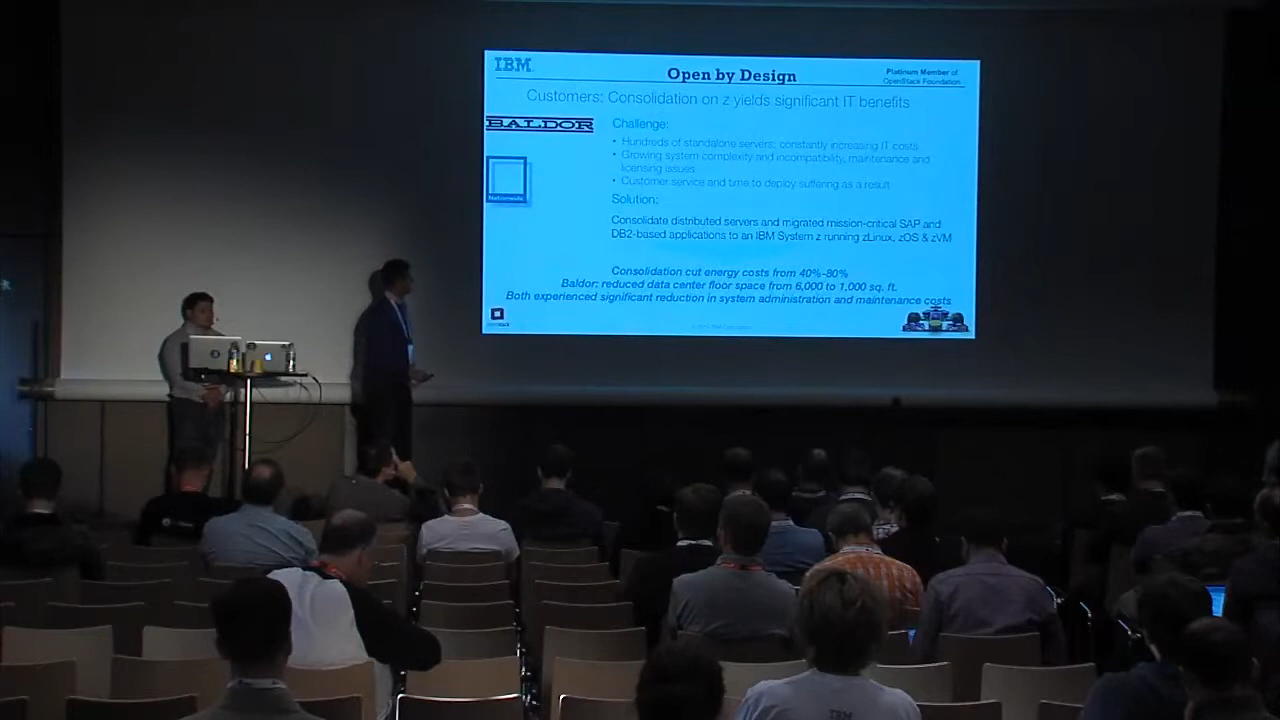 IBM
Open by Design
Platinum Member of
OpenStack Foundation
Customers: Consolidation on z yields significant IT benefits
BALDOR
Nationwide
Challenge:
• Hundreds of standalone servers; constantly increasing IT costs
• Growing system complexity and incompatibility, maintenance and
licensing issues
• Customer service and time to deploy suffering as a result
Solution:
Consolidate distributed servers and migrated mission-critical SAP and
DB2-based applications to an IBM System z running zLinux, zOS & zVM
Consolidation cut energy costs from 40%-80%
Baldor: reduced data center floor space from 6,000 to 1,000 sq. ft.
Both experienced significant reduction in system administration and maintenance costs
openstack
IBM